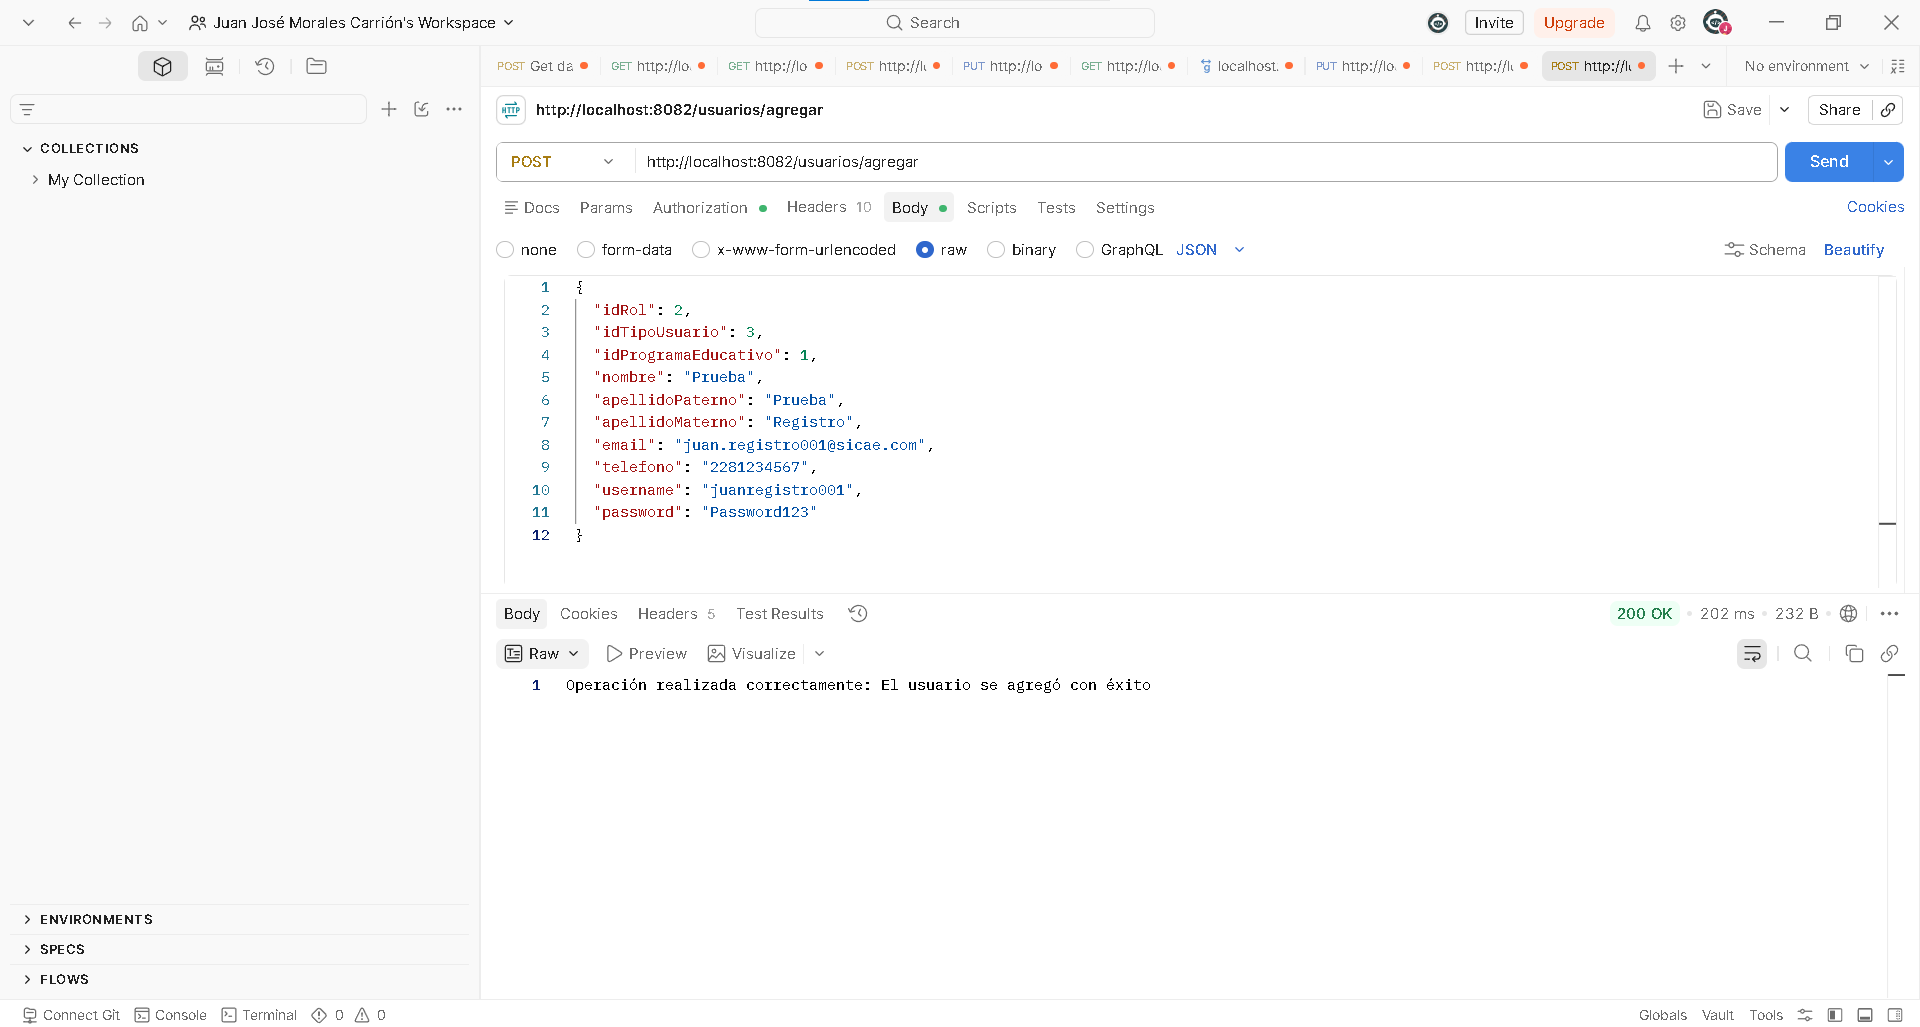 Juan José Morales Carrión's Workspace
Search
Invite
Upgrade
POST Get da
GET http://lo
GET http://lo
POST http://l
PUT http://lo
GET http://lo
localhost.
PUT http://lo
POST http://l
POST http://l
No environment
COLLECTIONS
My Collection
ENVIRONMENTS
SPECS
FLOWS
HTTP
http://localhost:8082/usuarios/agregar
Save
Share
POST
http://localhost:8082/usuarios/agregar
Send
Docs
Params
Authorization
Headers 10
Body
Scripts
Tests
Settings
Cookies
none
form-data
x-www-form-urlencoded
raw
binary
GraphQL
JSON
Schema
Beautify
1 {
2 "idRol": 2,
3 "idTipoUsuario": 3,
4 "idProgramaEducativo": 1,
5 "nombre": "Prueba",
6 "apellidoPaterno": "Prueba",
7 "apellidoMaterno": "Registro",
8 "email": "juan.registro001@sicae.com",
9 "telefono": "2281234567",
10 "username": "juanregistro001",
11 "password": "Password123"
12 }
Body
Cookies
Headers 5
Test Results
200 OK
202 ms
232 B
Raw
Preview
Visualize
1 Operación realizada correctamente: El usuario se agregó con éxito
Connect Git
Console
Terminal
0
0
Globals
Vault
Tools